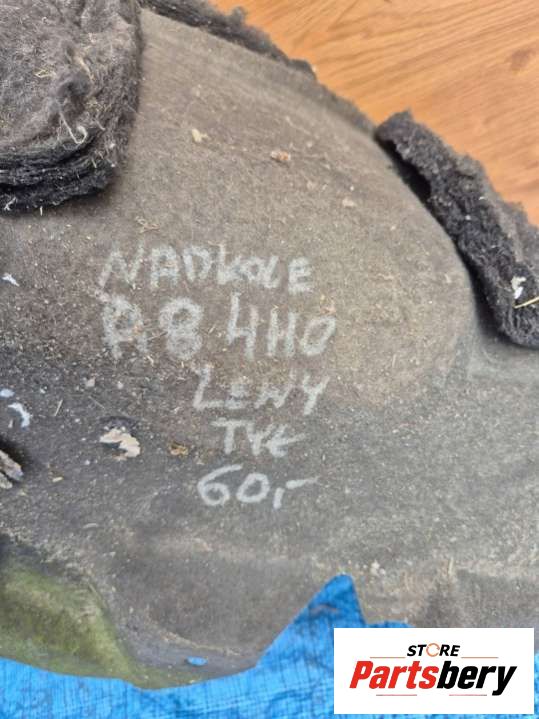 NADKOLE
A8 4H0
LEWY
TYŁ
60,-
STORE
Partsbery